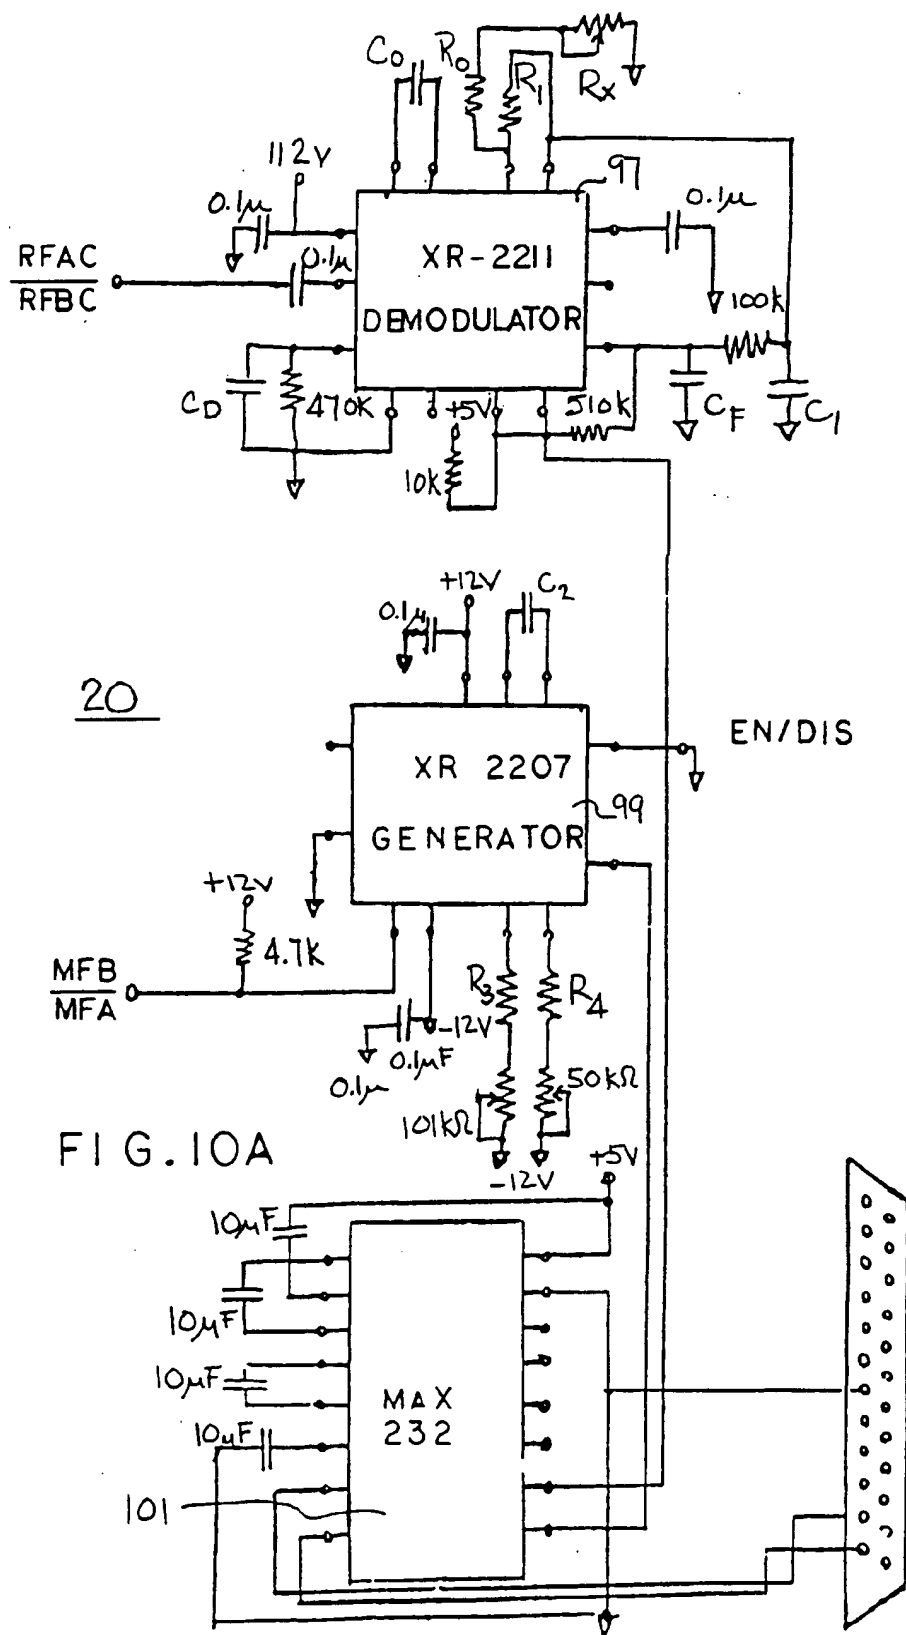 C0
R0
R1
Rx
112V
97
0.1μ
0.1μ
RFAC
RFBC
0.1μ
XR-2211
DEMODULATOR
100k
CD
470K
+5V
510k
CF
C1
10k
+12V
C2
0.1μ
20
XR 2207
GENERATOR
EN/DIS
99
+12V
4.7K
MFB
MFA
R3
R4
-12V
0.1μF
0.1μ
50kΩ
101kΩ
-12V
+5V
FIG.10A
10μF
10μF
10μF
10μF
MAX
232
101